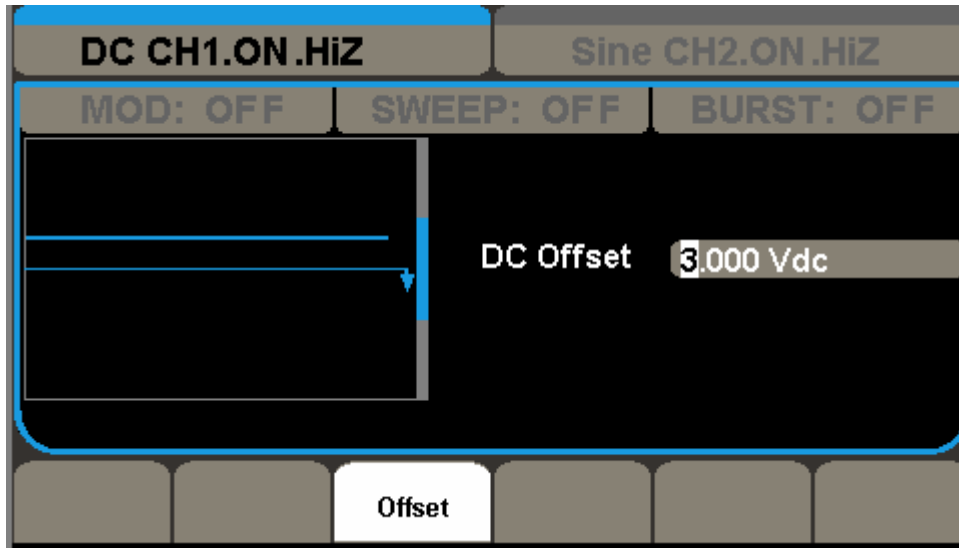 DC CH1.ON.HiZ
Sine CH2.ON.HiZ
MOD: OFF
SWEEP: OFF
BURST: OFF
DC Offset
3.000 Vdc
Offset